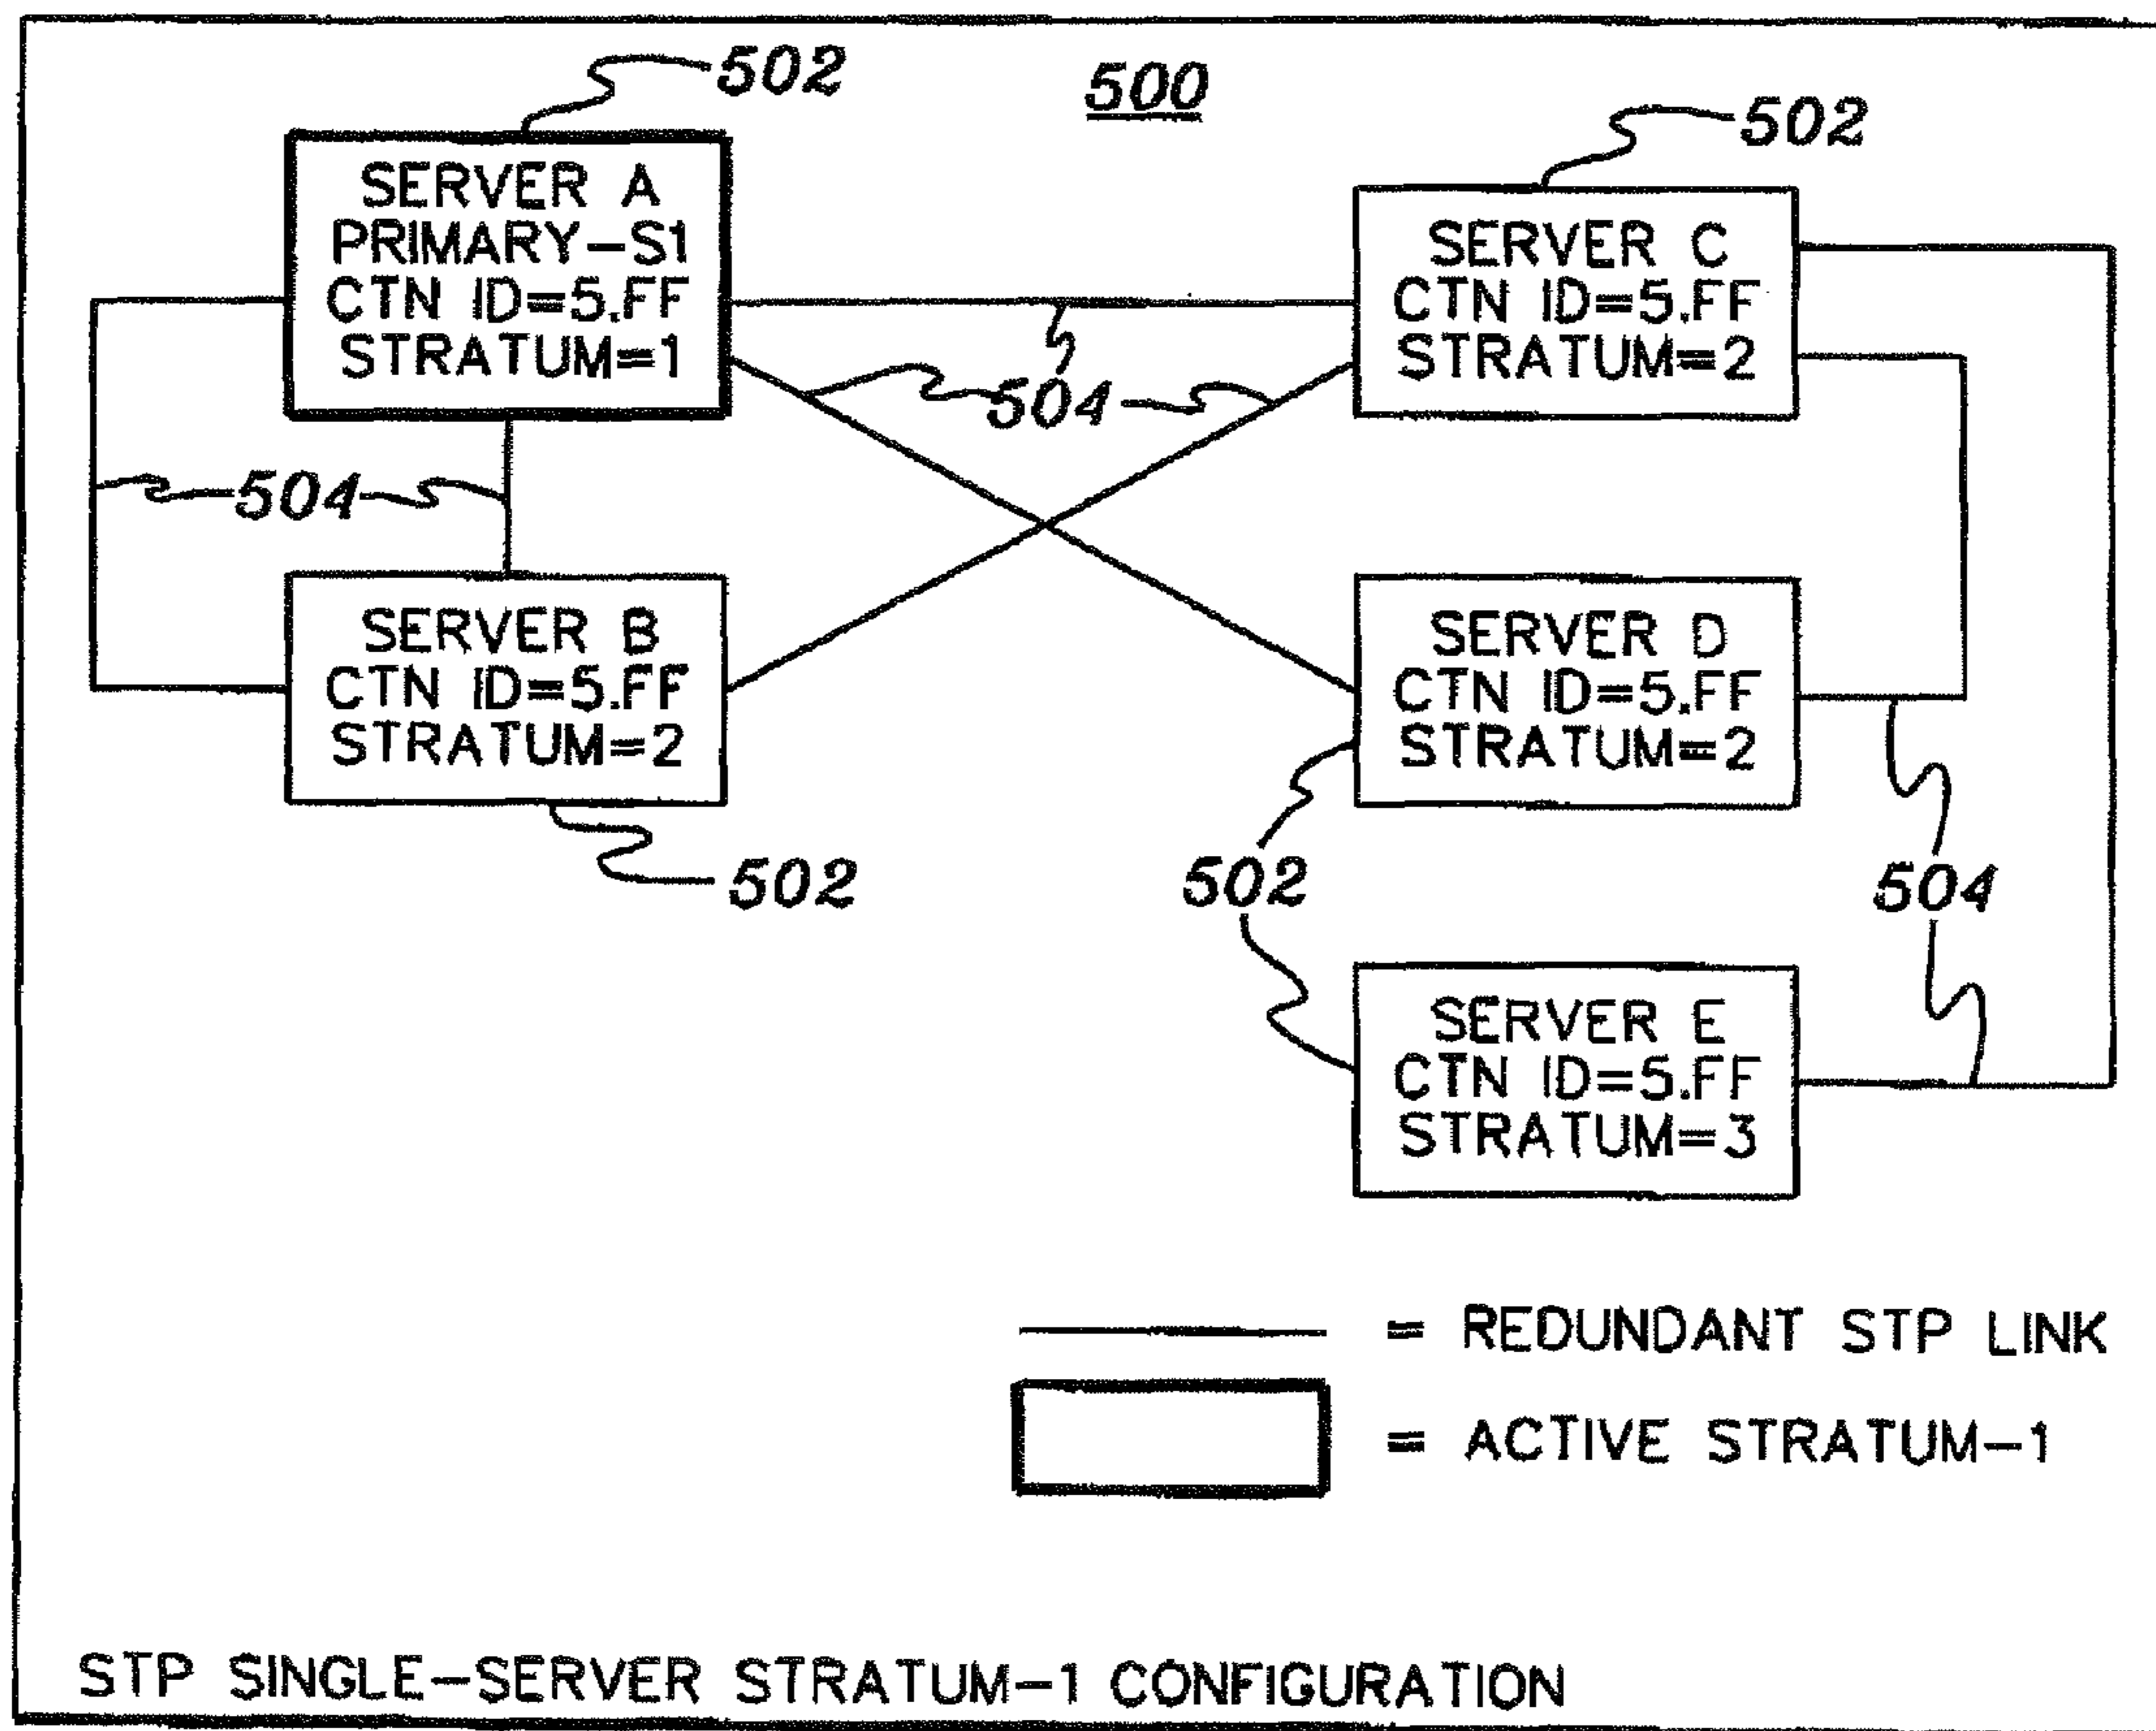 502
500
502
SERVER A
PRIMARY-S1
CTN ID=5.FF
STRATUM=1
SERVER C
CTN ID=5.FF
STRATUM=2
504
504
SERVER B
CTN ID=5.FF
STRATUM=2
SERVER D
CTN ID=5.FF
STRATUM=2
502
502
504
SERVER E
CTN ID=5.FF
STRATUM=3
= REDUNDANT STP LINK
= ACTIVE STRATUM-1
STP SINGLE-SERVER STRATUM-1 CONFIGURATION